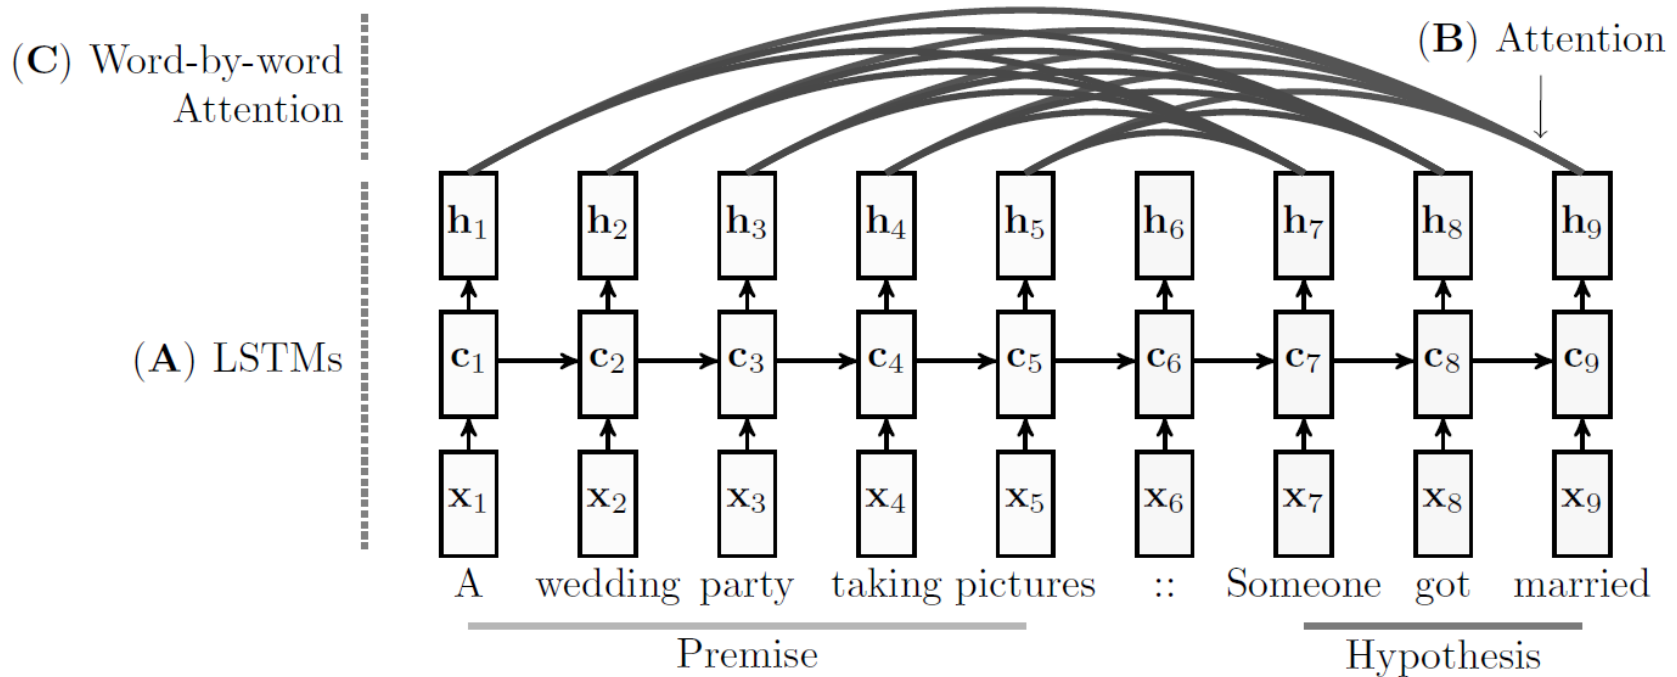 (C) Word-by-word
Attention
(B) Attention
h₁ h₂ h₃ h₄ h₅ h₆ h₇ h₈ h₉
(A) LSTMs
c₁ c₂ c₃ c₄ c₅ c₆ c₇ c₈ c₉
x₁ x₂ x₃ x₄ x₅ x₆ x₇ x₈ x₉
A wedding party taking pictures :: Someone got married
Premise
Hypothesis